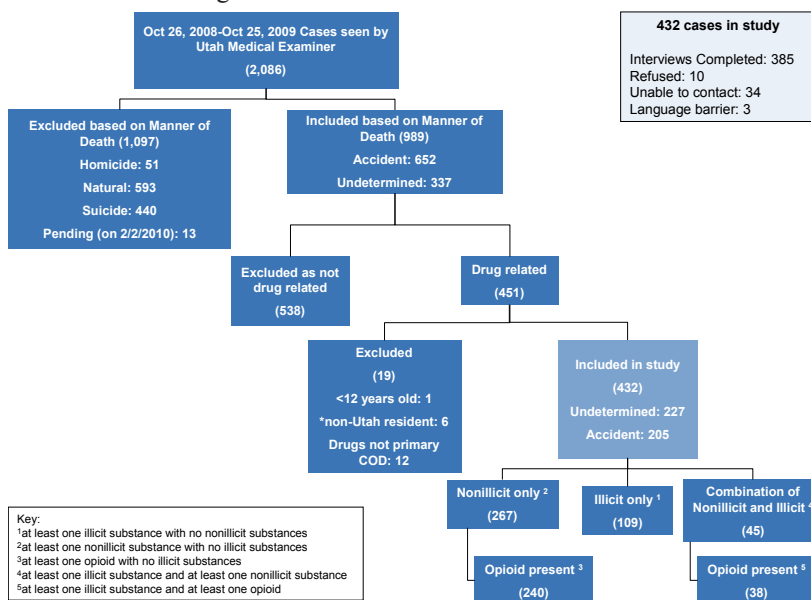 Oct 26, 2008-Oct 25, 2009 Cases seen by
Utah Medical Examiner
(2,086)
432 cases in study
Interviews Completed: 385
Refused: 10
Unable to contact: 34
Language barrier: 3
Excluded based on Manner of
Death (1,097)
Homicide: 51
Natural: 593
Suicide: 440
Pending (on 2/2/2010): 13
Included based on Manner of
Death (989)
Accident: 652
Undetermined: 337
Excluded as not
drug related
(538)
Drug related
(451)
Excluded
(19)
<12 years old: 1
*non-Utah resident: 6
Drugs not primary
COD: 12
Included in study
(432)
Undetermined: 227
Accident: 205
Nonillicit only 2
(267)
Illicit only 1
(109)
Combination of
Nonillicit and Illicit 4
(45)
Opioid present 3
(240)
Opioid present 5
(38)
Key:
1at least one illicit substance with no nonillicit substances
2at least one nonillicit substance with no illicit substances
3at least one opioid with no illicit substances
4at least one illicit substance and at least one nonillicit substance
5at least one illicit substance and at least one opioid